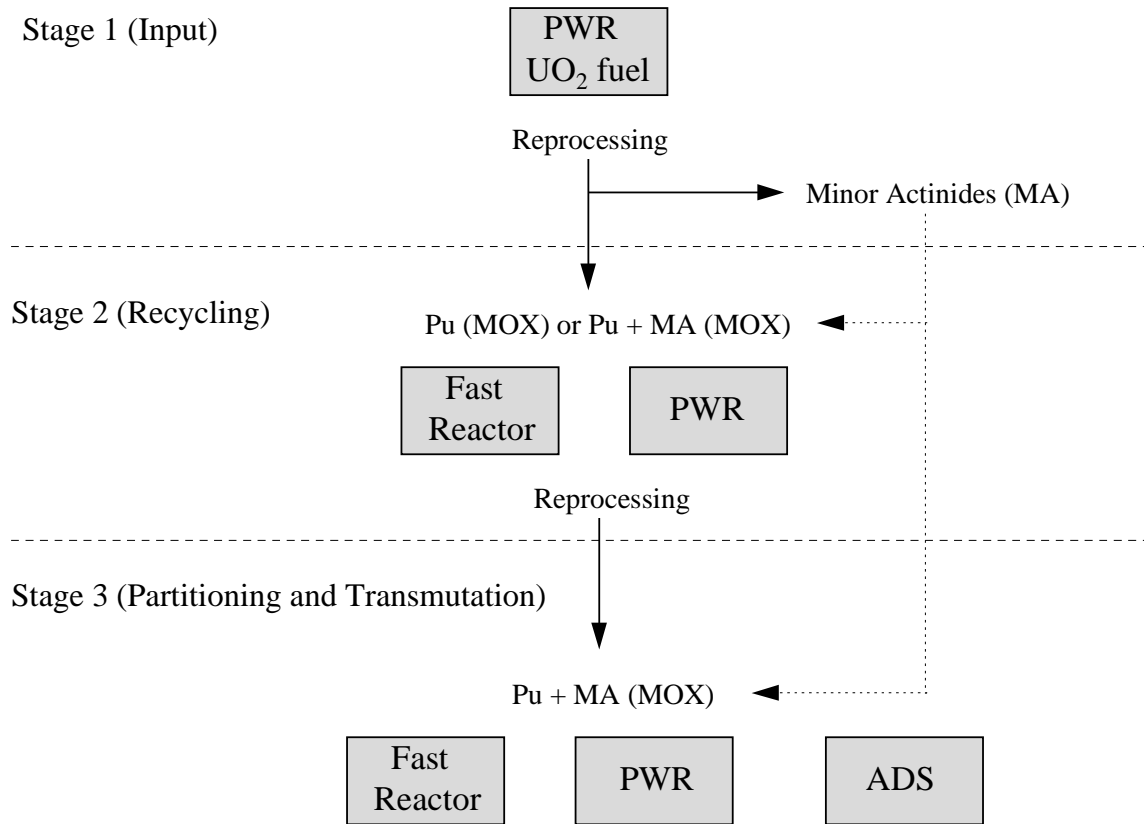 Stage 1 (Input)
PWR
UO₂ fuel
Reprocessing
Minor Actinides (MA)
Stage 2 (Recycling)
Pu (MOX) or Pu + MA (MOX)
Fast
Reactor
PWR
Reprocessing
Stage 3 (Partitioning and Transmutation)
Pu + MA (MOX)
Fast
Reactor
PWR
ADS